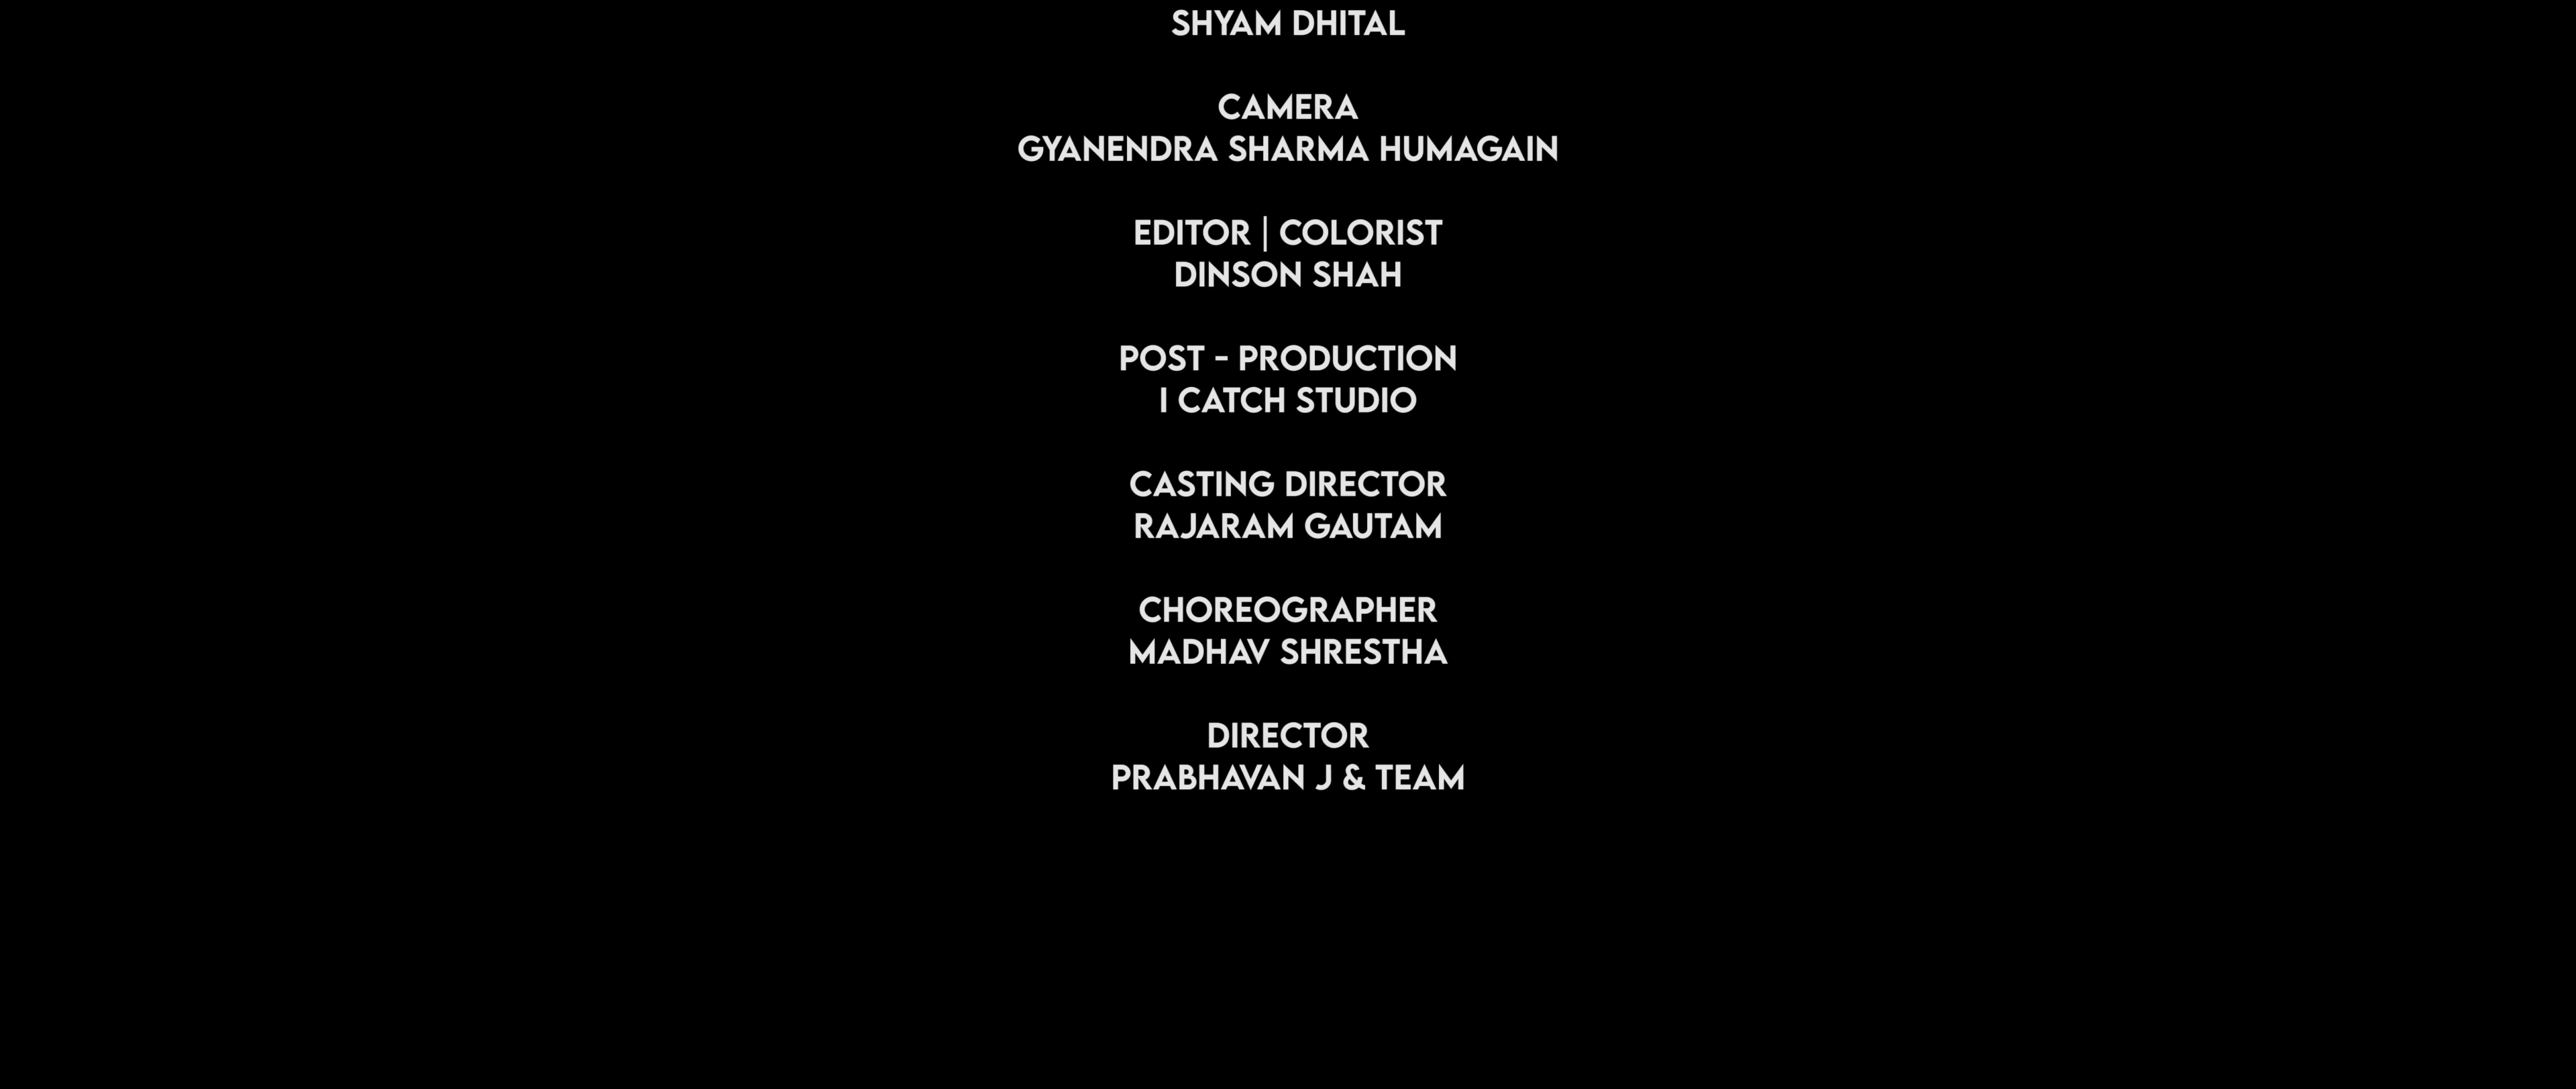 SHYAM DHITAL
CAMERA
GYANENDRA SHARMA HUMAGAIN
EDITOR | COLORIST
DINSON SHAH
POST - PRODUCTION
I CATCH STUDIO
CASTING DIRECTOR
RAJARAM GAUTAM
CHOREOGRAPHER
MADHAV SHRESTHA
DIRECTOR
PRABHAVAN J & TEAM